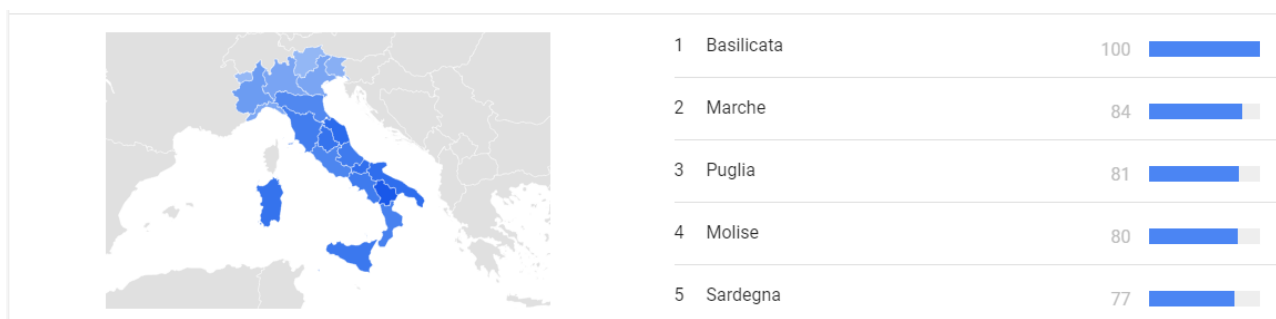 1 Basilicata 100
2 Marche 84
3 Puglia 81
4 Molise 80
5 Sardegna 77